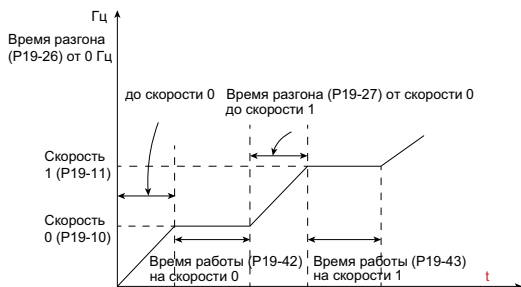 Гц
Время разгона
(P19-26) от 0 Гц
до скорости 0
Время разгона (P19-27) от скорости 0
до скорости 1
Скорость
1 (P19-11)
Скорость
0 (P19-10)
Время работы (P19-42)
на скорости 0
Время работы (P19-43)
на скорости 1
t